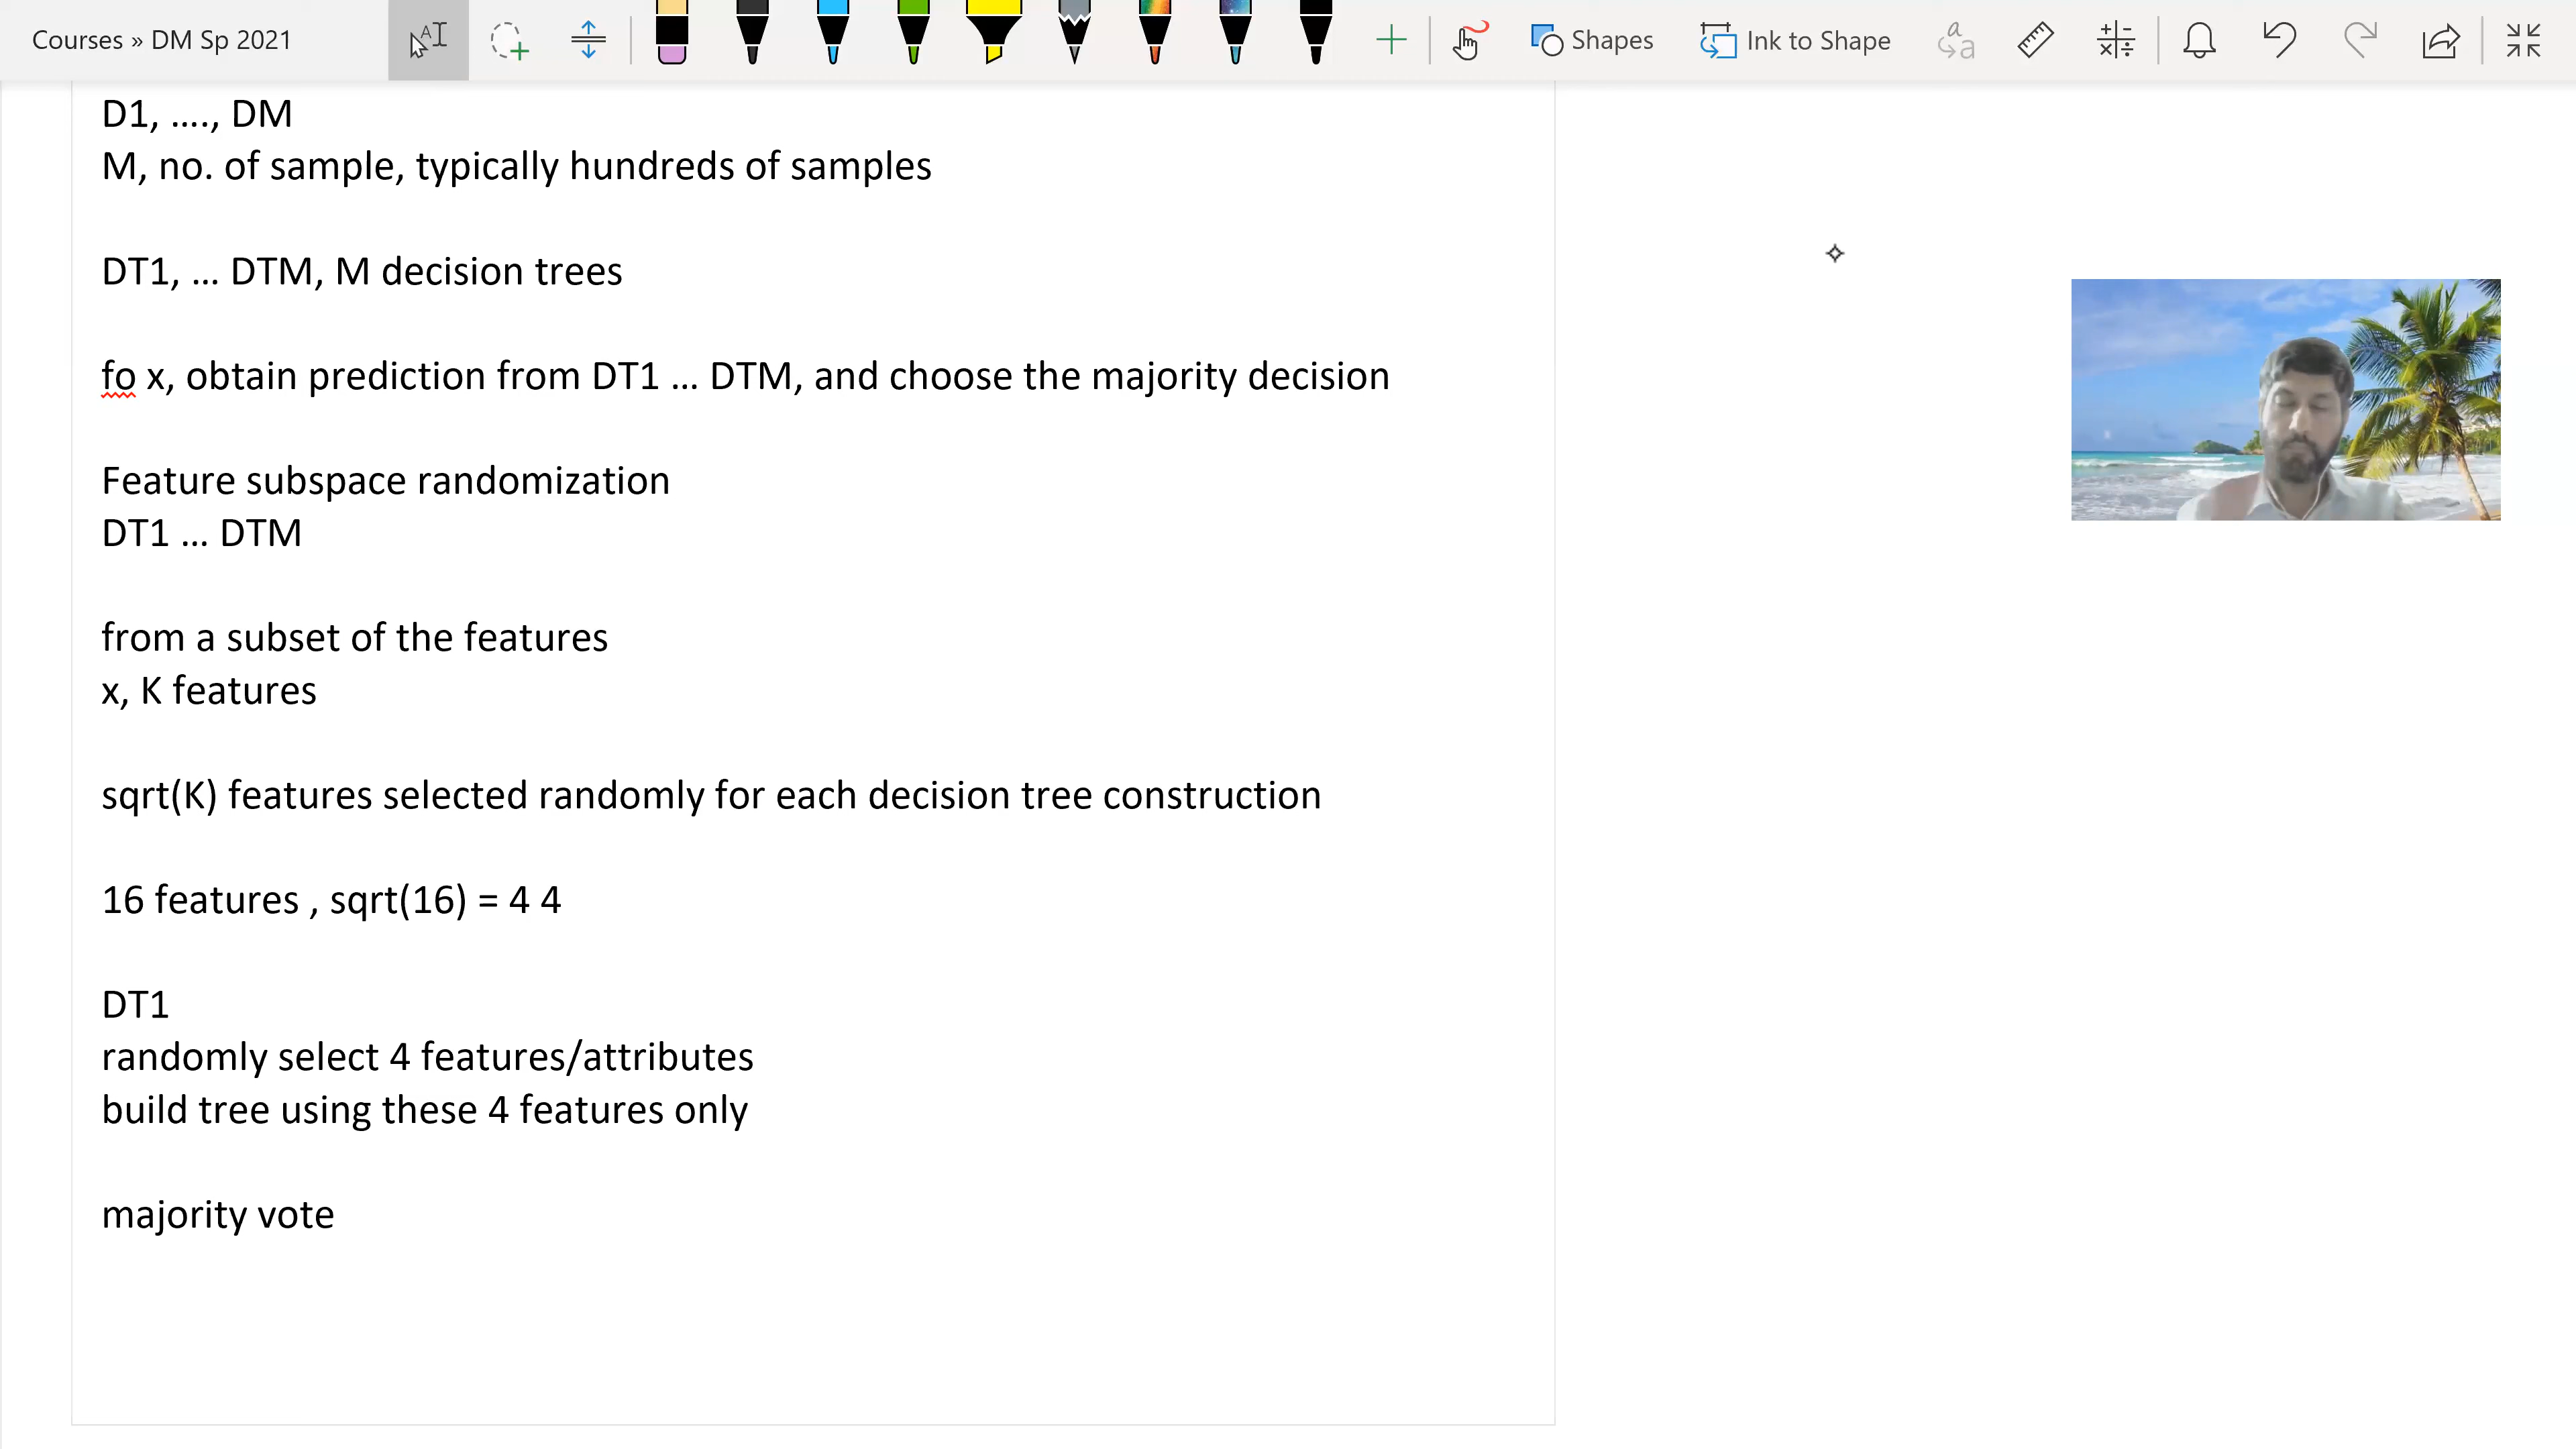 Courses » DM Sp 2021
Shapes
Ink to Shape
D1, ...., DM
M, no. of sample, typically hundreds of samples
DT1, ... DTM, M decision trees
fo x, obtain prediction from DT1 ... DTM, and choose the majority decision
Feature subspace randomization
DT1 ... DTM
from a subset of the features
x, K features
sqrt(K) features selected randomly for each decision tree construction
16 features , sqrt(16) = 4 4
DT1
randomly select 4 features/attributes
build tree using these 4 features only
majority vote